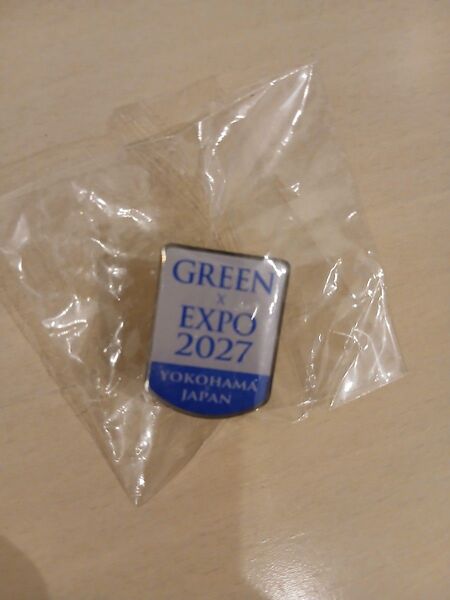 GREEN
x
EXPO
2027
YOKOHAMA
JAPAN